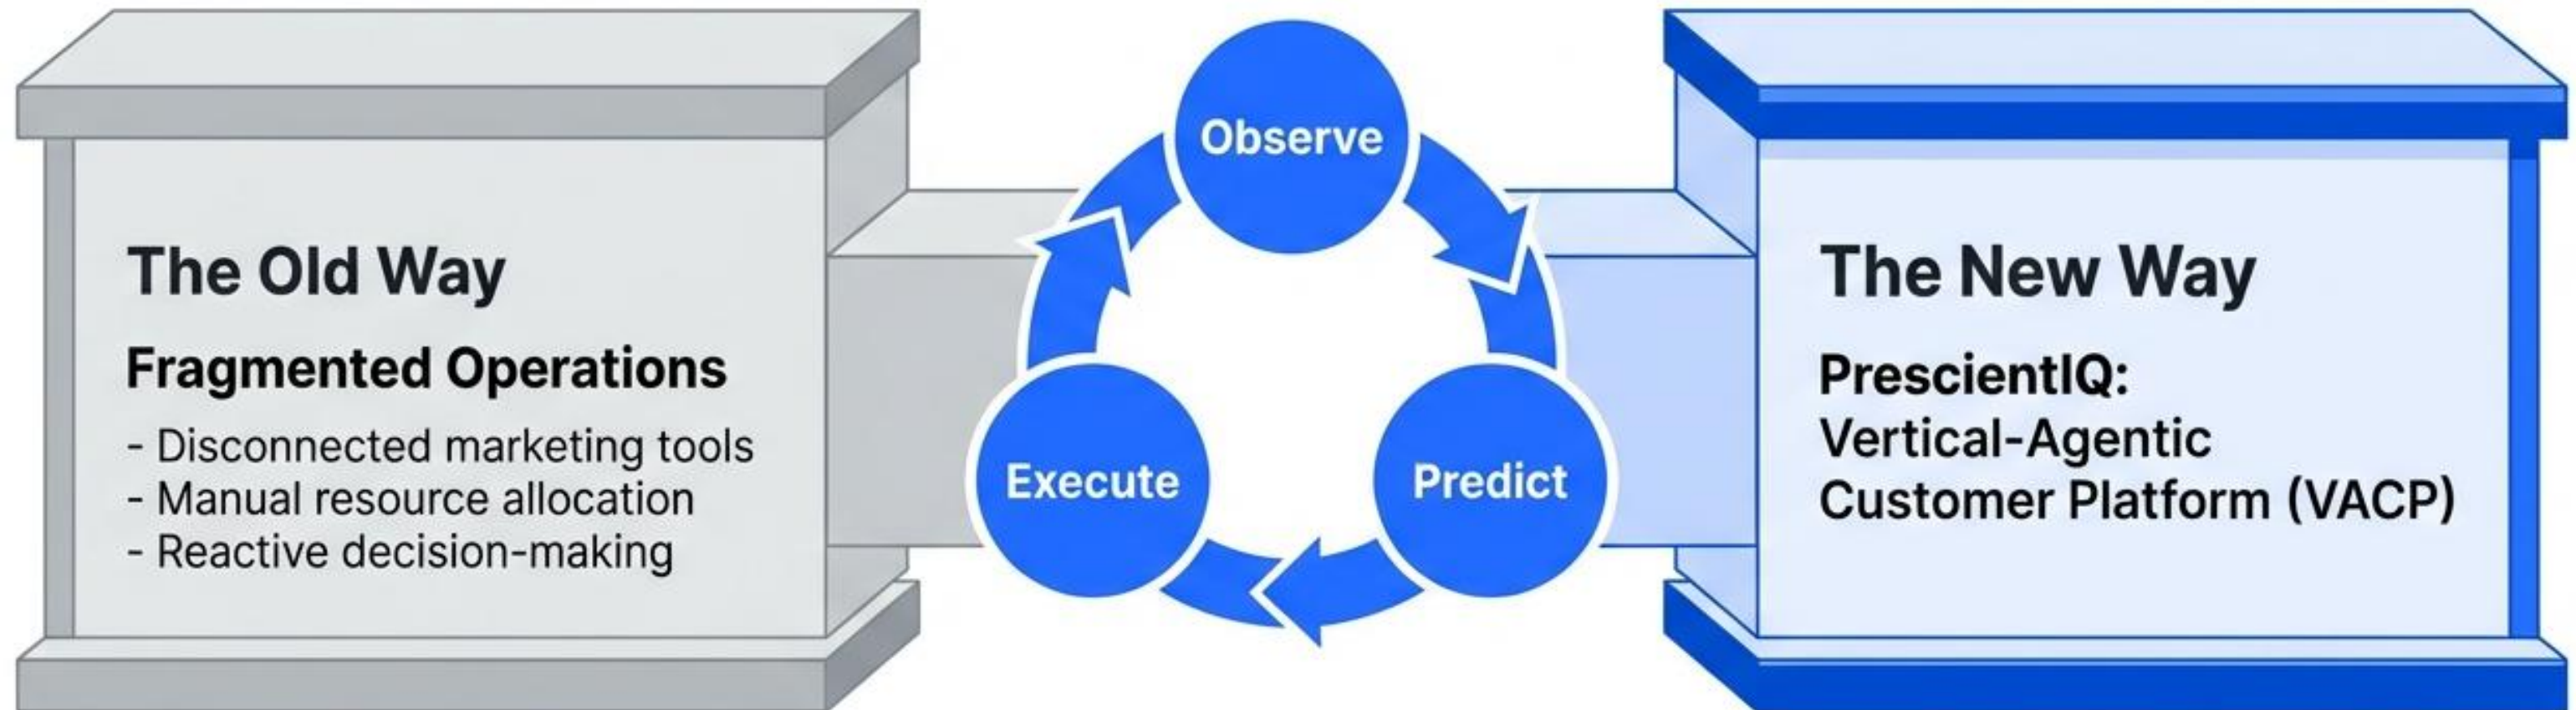 The Old Way
Fragmented Operations
- Disconnected marketing tools
- Manual resource allocation
- Reactive decision-making
Observe
Execute
Predict
The New Way
PrescientIQ:
Vertical-Agentic
Customer Platform (VACP)